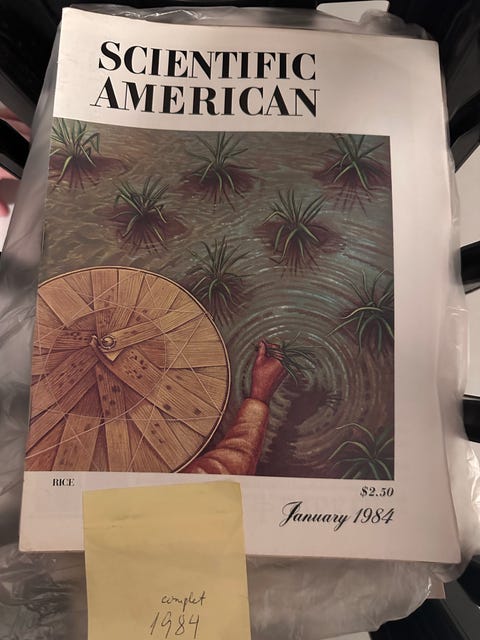 SCIENTIFIC
AMERICAN
RICE
$2.50
January 1984
complet
1984